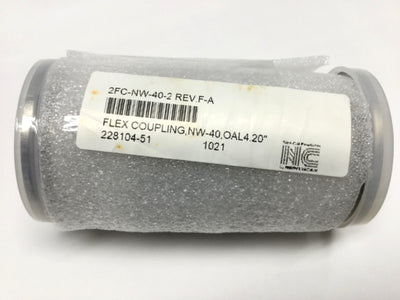 2FC-NW-40-2 REV.F-A
FLEX COUPLING,NW-40,OAL4.20"
228104-51 1021
NC